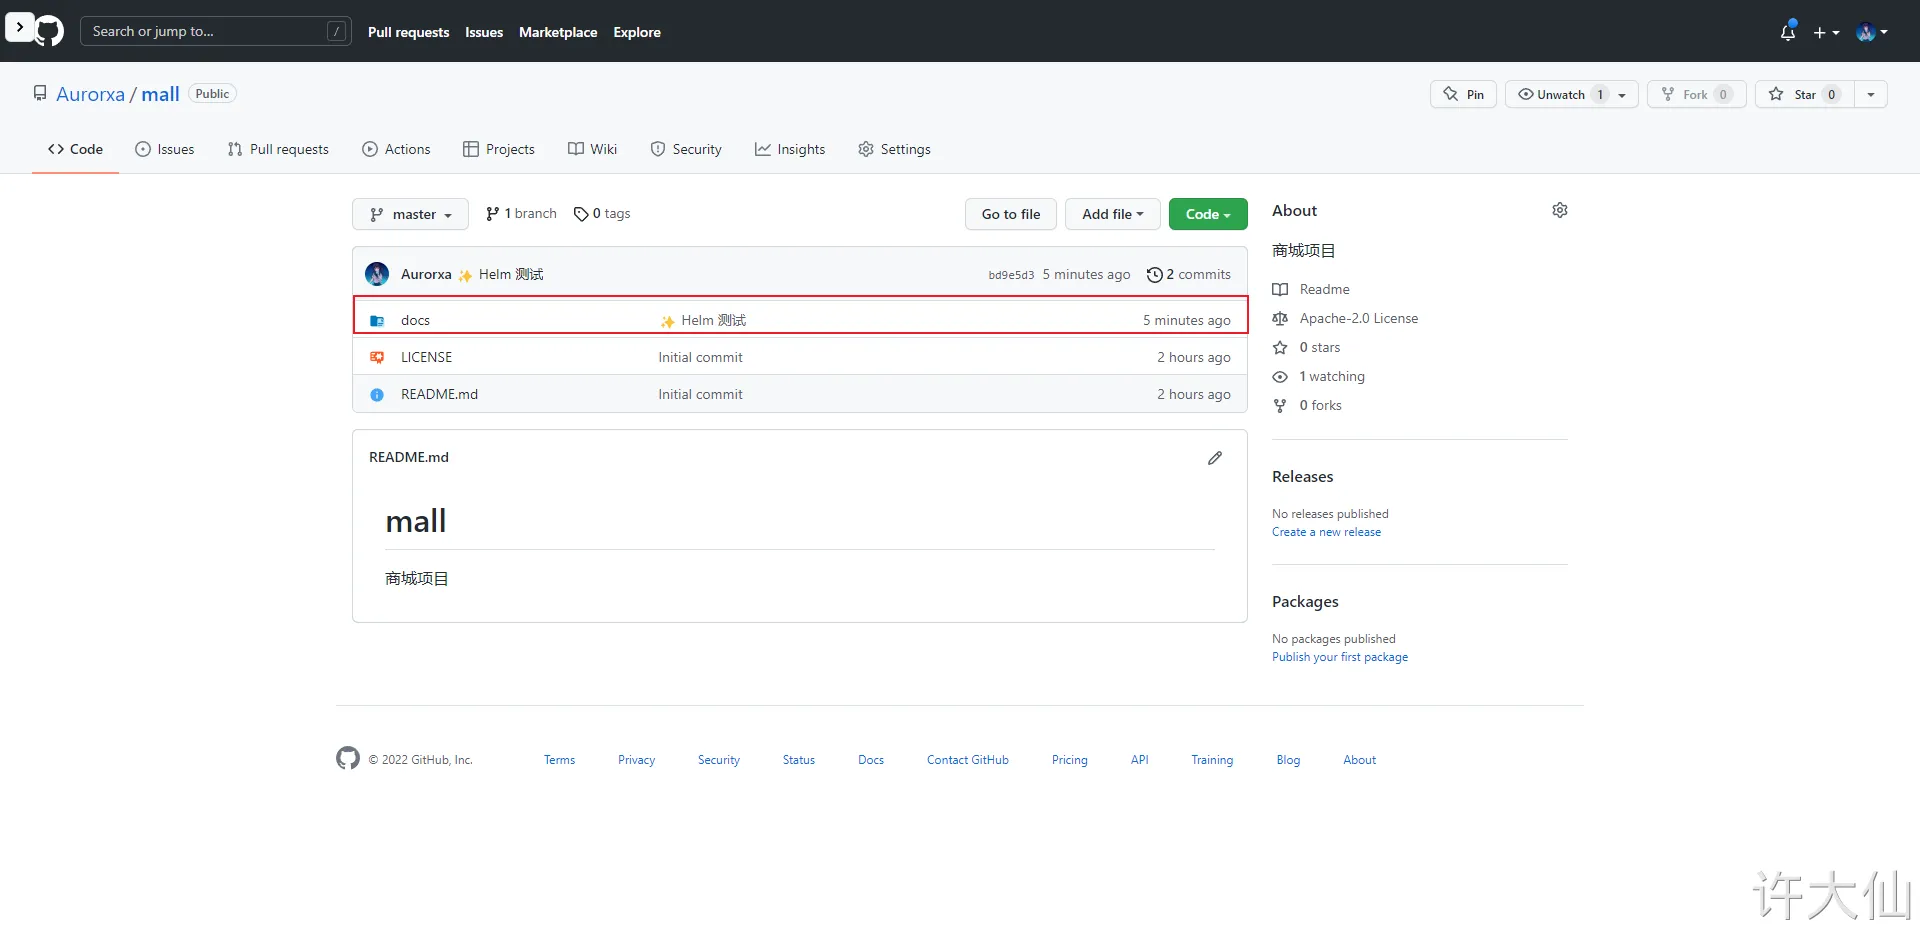 Search or jump to... /
Pull requests Issues Marketplace Explore
Aurorxa / mall Public
Pin Unwatch 1 Fork 0 Star 0
Code Issues Pull requests Actions Projects Wiki Security Insights Settings
master 1 branch 0 tags Go to file Add file Code
Aurorxa ✨ Helm 测试 bd9e5d3 5 minutes ago 2 commits
docs ✨ Helm 测试 5 minutes ago
LICENSE Initial commit 2 hours ago
README.md Initial commit 2 hours ago
README.md
mall
商城项目
About
商城项目
Readme
Apache-2.0 License
0 stars
1 watching
0 forks
Releases
No releases published
Create a new release
Packages
No packages published
Publish your first package
© 2022 GitHub, Inc. Terms Privacy Security Status Docs Contact GitHub Pricing API Training Blog About
许大仙